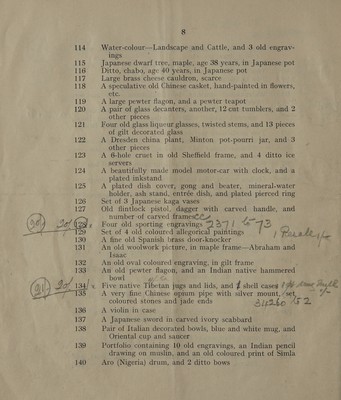 8
114 Water-colour—Landscape and Cattle, and 3 old engrav-
ings
115 Japanese dwarf tree, maple, age 38 years, in Japanese pot
116 Ditto, chabo, age 40 years, in Japanese pot
117 Large brass cheese cauldron, scarce
118 A speculative old Chinese casket, hand-painted in flowers,
etc.
119 A large pewter flagon, and a pewter teapot
120 A pair of glass decanters, another, 12 cut tumblers, and 2
other pieces
121 Four old glass liqueur glasses, twisted stems, and 13 pieces
of gilt decorated glass
122 A Dresden china plant, Minton pot-pourri jar, and 3
other pieces
123 A 6-hole cruet in old Sheffield frame, and 4 ditto ice
servers
124 A beautifully made model motor-car with clock, and a
plated inkstand
125 A plated dish cover, gong and beater, mineral-water
holder, ask stand, entrée dish, and plated pierced ring
126 Set of 3 Japanese kaga vases
127 Old flintlock pistol, dagger with carved handle, and
number of carved frames
128 Four old sporting engravings 2371 to 73
129 Set of 4 old coloured allegorical paintings
130 A fine old Spanish brass door-knocker
131 An old woolwork picture, in maple frame—Abraham and
Isaac
132 An oval coloured engraving, in gilt frame
133 An old pewter flagon, and an Indian native hammered
bowl
134 x Five native Tibetan jugs and lids, and shell cases
135 A very fine Chinese opium pipe with silver mount, set
coloured stones and jade ends
136 A violin in case
137 A Japanese sword in carved ivory scabbard
138 Pair of Italian decorated bowls, blue and white mug, and
Oriental cup and saucer
139 Portfolio containing 10 old engravings, an Indian pencil
drawing on muslin, and an old coloured print of Simla
140 Aro (Nigeria) drum, and 2 ditto bows